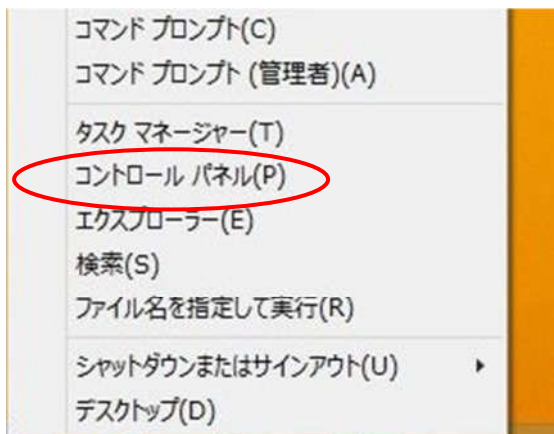 コマンド プロンプト(C)
コマンド プロンプト (管理者)(A)
タスク マネージャー(T)
コントロール パネル(P)
エクスプローラー(E)
検索(S)
ファイル名を指定して実行(R)
シャットダウンまたはサインアウト(U)
デスクトップ(D)